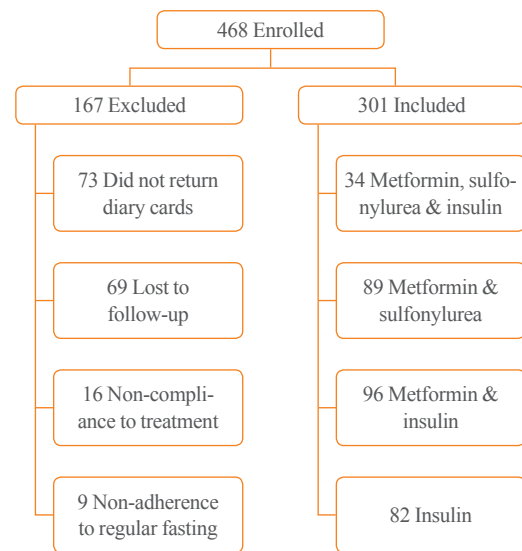 468 Enrolled
167 Excluded
301 Included
73 Did not return
diary cards
34 Metformin, sulfo-
nylurea & insulin
69 Lost to
follow-up
89 Metformin &
sulfonylurea
16 Non-compli-
ance to treatment
96 Metformin &
insulin
9 Non-adherence
to regular fasting
82 Insulin